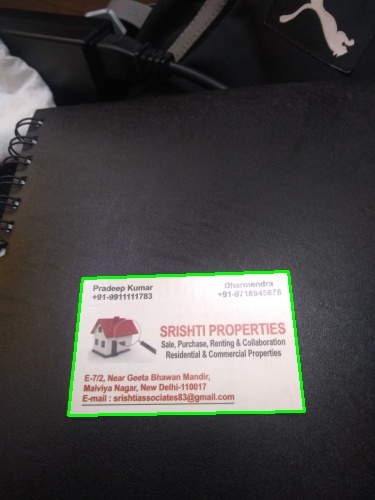 Pradeep Kumar
+91-9911111783
Dharmendra
+91-9716945678
SRISHTI PROPERTIES
Sale, Purchase, Renting & Collaboration
Residential & Commercial Properties
E-7/2, Near Geeta Bhawan Mandir,
Malviya Nagar, New Delhi-110017
E-mail : srishtiassociates83@gmail.com